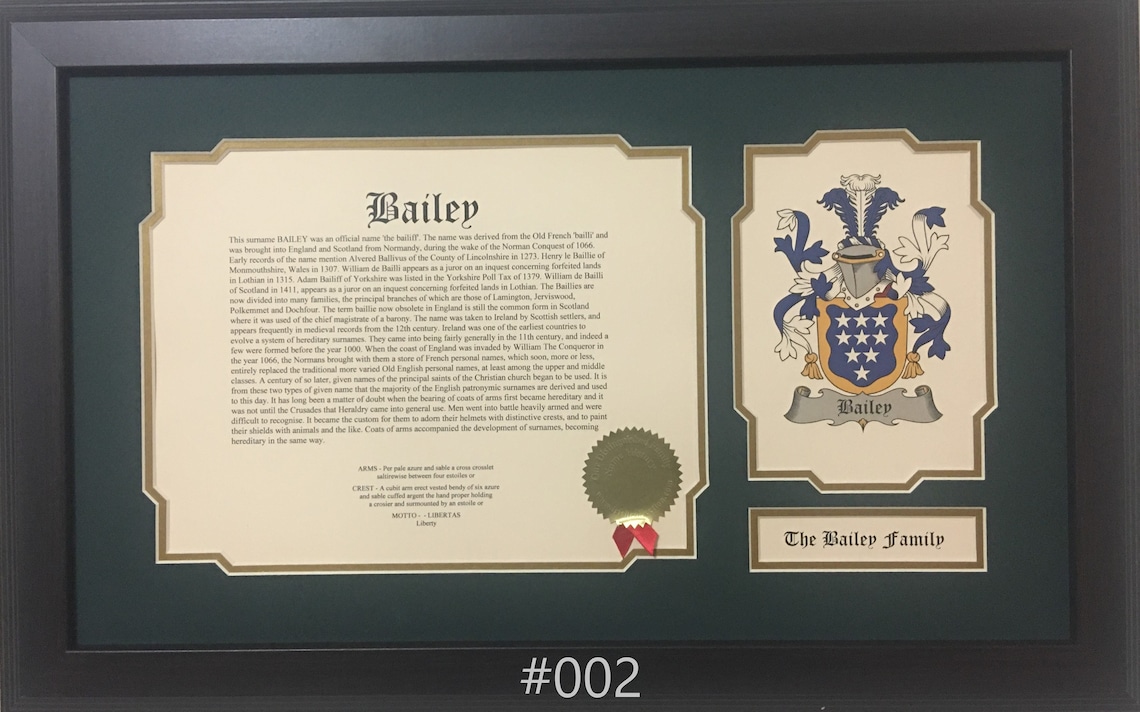 Bailey
This surname BAILEY was an official name 'the bailiff'. The name was derived from the Old French 'bailli' and
was brought into England and Scotland from Normandy, during the wake of the Norman Conquest of 1066.
Early records of the name mention Alvered Ballivus of the County of Lincolnshire in 1273. Henry le Baillie of
Monmouthshire, Wales in 1307. William de Bailli appears as a juror on an inquest concerning forfeited lands
in Lothian in 1315. Adam Bailiff of Yorkshire was listed in the Yorkshire Poll Tax of 1379. William de Bailli
of Scotland in 1411, appears as a juror on an inquest concerning forfeited lands in Lothian. The Baillies are
now divided into many families, the principal branches of which are those of Lamington, Jerviswood,
Polkemmet and Dochfour. The term baillie now obsolete in England is still the common form in Scotland
where it was used of the chief magistrate of a barony. The name was taken to Ireland by Scottish settlers, and
appears frequently in medieval records from the 12th century. Ireland was one of the earliest countries to
evolve a system of hereditary surnames. They came into being fairly generally in the 11th century, and indeed a
few were formed before the year 1000. When the coast of England was invaded by William The Conqueror in
the year 1066, the Normans brought with them a store of French personal names, which soon, more or less,
entirely replaced the traditional more varied Old English personal names, at least among the upper and middle
classes. A century of so later, given names of the principal saints of the Christian church began to be used. It is
from these two types of given name that the majority of the English patronymic surnames are derived and used
to this day. It has long been a matter of doubt when the bearing of coats of arms first became hereditary and it
was not until the Crusades that Heraldry came into general use. Men went into battle heavily armed and were
difficult to recognise. It became the custom for them to adorn their helmets with distinctive crests, and to paint
their shields with animals and the like. Coats of arms accompanied the development of surnames, becoming
hereditary in the same way.
ARMS - Per pale azure and sable a cross crosslet
saltirewise between four estoiles or
CREST - A cubit arm erect vested bendy of six azure
and sable cuffed argent the hand proper holding
a crosier and surmounted by an estoile or
MOTTO - - LIBERTAS
Liberty
Bailey
The Bailey Family
#002